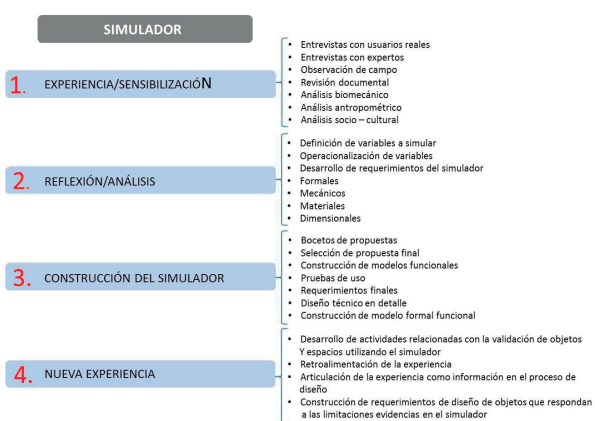 SIMULADOR
1. EXPERIENCIA/SENSIBILIZACIÓN
• Entrevistas con usuarios reales
• Entrevistas con expertos
• Observación de campo
• Revisión documental
• Análisis biomecánico
• Análisis antropométrico
• Análisis socio – cultural
2. REFLEXIÓN/ANÁLISIS
• Definición de variables a simular
• Operacionalización de variables
• Desarrollo de requerimientos del simulador
• Formales
• Mecánicos
• Materiales
• Dimensionales
3. CONSTRUCCIÓN DEL SIMULADOR
• Bocetos de propuestas
• Selección de propuesta final
• Construcción de modelos funcionales
• Pruebas de uso
• Requerimientos finales
• Diseño técnico en detalle
• Construcción de modelo formal funcional
4. NUEVA EXPERIENCIA
• Desarrollo de actividades relacionadas con la validación de objetos
Y espacios utilizando el simulador
• Retroalimentación de la experiencia
• Articulación de la experiencia como información en el proceso de
diseño
• Construcción de requerimientos de diseño de objetos que respondan
a las limitaciones evidencias en el simulador